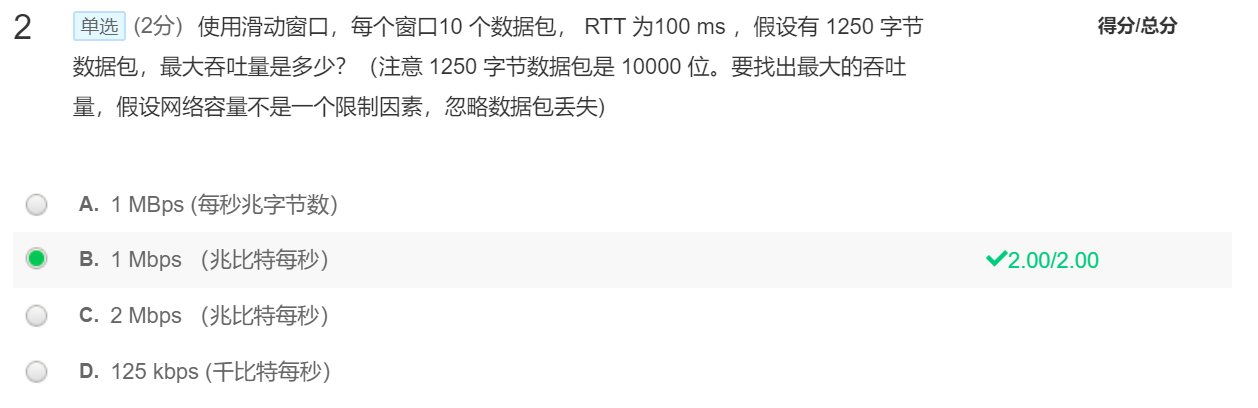 2 单选 (2分) 使用滑动窗口，每个窗口10 个数据包， RTT 为100 ms ，假设有 1250 字节 得分/总分
数据包，最大吞吐量是多少？（注意 1250 字节数据包是 10000 位。要找出最大的吞吐
量，假设网络容量不是一个限制因素，忽略数据包丢失)
A. 1 MBps (每秒兆字节数)
B. 1 Mbps （兆比特每秒） 2.00/2.00
C. 2 Mbps （兆比特每秒）
D. 125 kbps (千比特每秒）